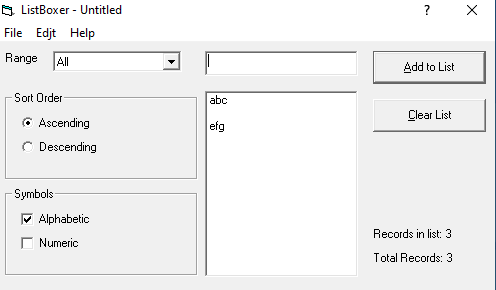 ListBoxer - Untitled
File Edjt Help
Range All
Add to List
Sort Order
Ascending
Descending
abc
efg
Clear List
Symbols
Alphabetic
Numeric
Records in list: 3
Total Records: 3